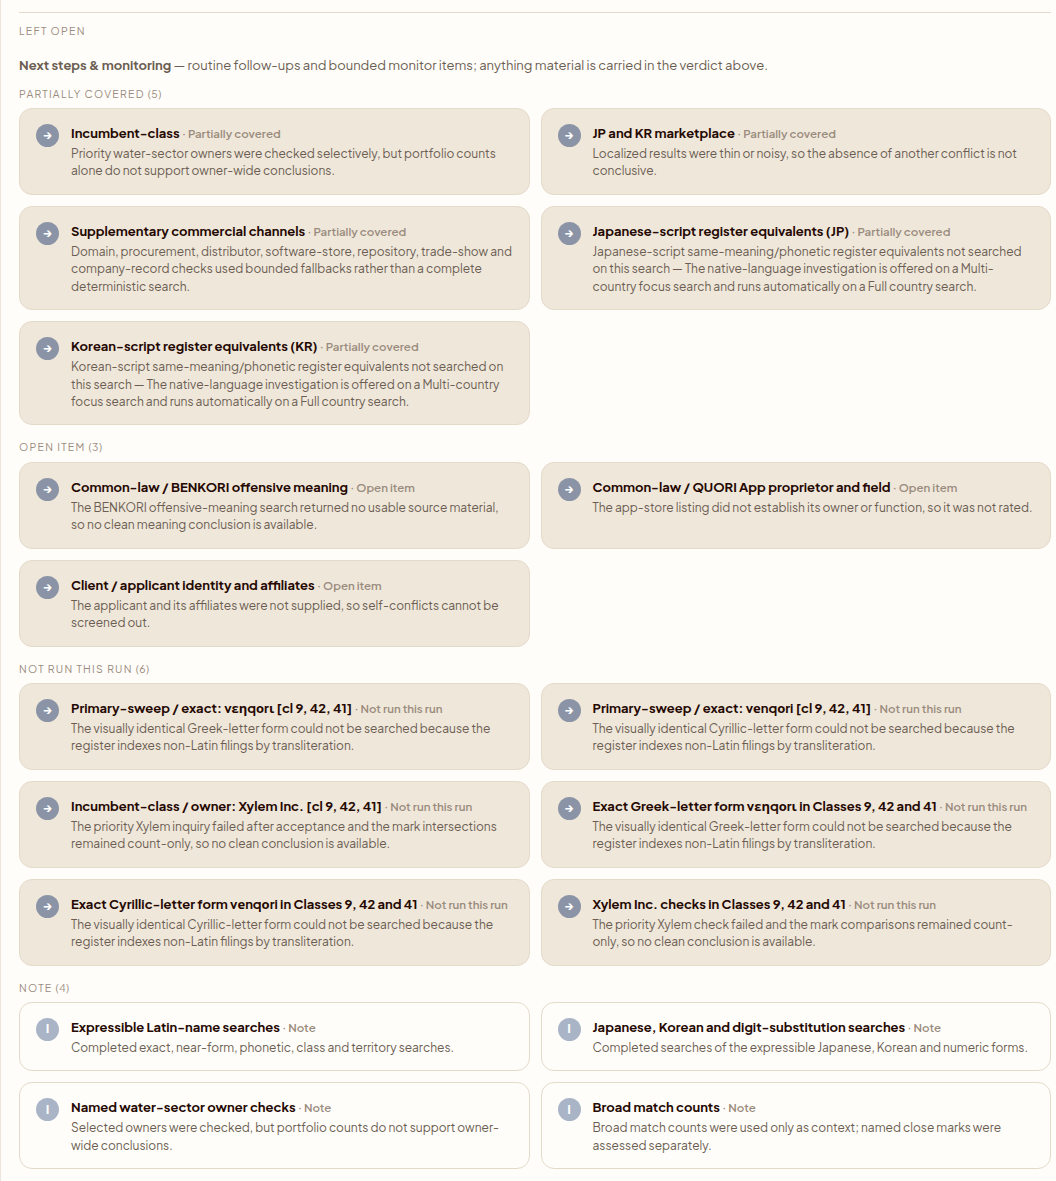 LEFT OPEN
Next steps & monitoring — routine follow-ups and bounded monitor items; anything material is carried in the verdict above.
PARTIALLY COVERED (5)
Incumbent-class · Partially covered
Priority water-sector owners were checked selectively, but portfolio counts
alone do not support owner-wide conclusions.
JP and KR marketplace · Partially covered
Localized results were thin or noisy, so the absence of another conflict is not
conclusive.
Supplementary commercial channels · Partially covered
Domain, procurement, distributor, software-store, repository, trade-show and
company-record checks used bounded fallbacks rather than a complete
deterministic search.
Japanese-script register equivalents (JP) · Partially covered
Japanese-script same-meaning/phonetic register equivalents not searched
on this search — The native-language investigation is offered on a Multi-
country focus search and runs automatically on a Full country search.
Korean-script register equivalents (KR) · Partially covered
Korean-script same-meaning/phonetic register equivalents not searched on
this search — The native-language investigation is offered on a Multi-country
focus search and runs automatically on a Full country search.
OPEN ITEM (3)
Common-law / BENKORI offensive meaning · Open item
The BENKORI offensive-meaning search returned no usable source material,
so no clean meaning conclusion is available.
Common-law / QUORI App proprietor and field · Open item
The app-store listing did not establish its owner or function, so it was not rated.
Client / applicant identity and affiliates · Open item
The applicant and its affiliates were not supplied, so self-conflicts cannot be
screened out.
NOT RUN THIS RUN (6)
Primary-sweep / exact: νεηqorι [cl 9, 42, 41] · Not run this run
The visually identical Greek-letter form could not be searched because the
register indexes non-Latin filings by transliteration.
Primary-sweep / exact: venqori [cl 9, 42, 41] · Not run this run
The visually identical Cyrillic-letter form could not be searched because the
register indexes non-Latin filings by transliteration.
Incumbent-class / owner: Xylem Inc. [cl 9, 42, 41] · Not run this run
The priority Xylem inquiry failed after acceptance and the mark intersections
remained count-only, so no clean conclusion is available.
Exact Greek-letter form νεηqorι in Classes 9, 42 and 41 · Not run this run
The visually identical Greek-letter form could not be searched because the
register indexes non-Latin filings by transliteration.
Exact Cyrillic-letter form venqori in Classes 9, 42 and 41 · Not run this run
The visually identical Cyrillic-letter form could not be searched because the
register indexes non-Latin filings by transliteration.
Xylem Inc. checks in Classes 9, 42 and 41 · Not run this run
The priority Xylem check failed and the mark comparisons remained count-
only, so no clean conclusion is available.
NOTE (4)
Expressible Latin-name searches · Note
Completed exact, near-form, phonetic, class and territory searches.
Japanese, Korean and digit-substitution searches · Note
Completed searches of the expressible Japanese, Korean and numeric forms.
Named water-sector owner checks · Note
Selected owners were checked, but portfolio counts do not support owner-
wide conclusions.
Broad match counts · Note
Broad match counts were used only as context; named close marks were
assessed separately.